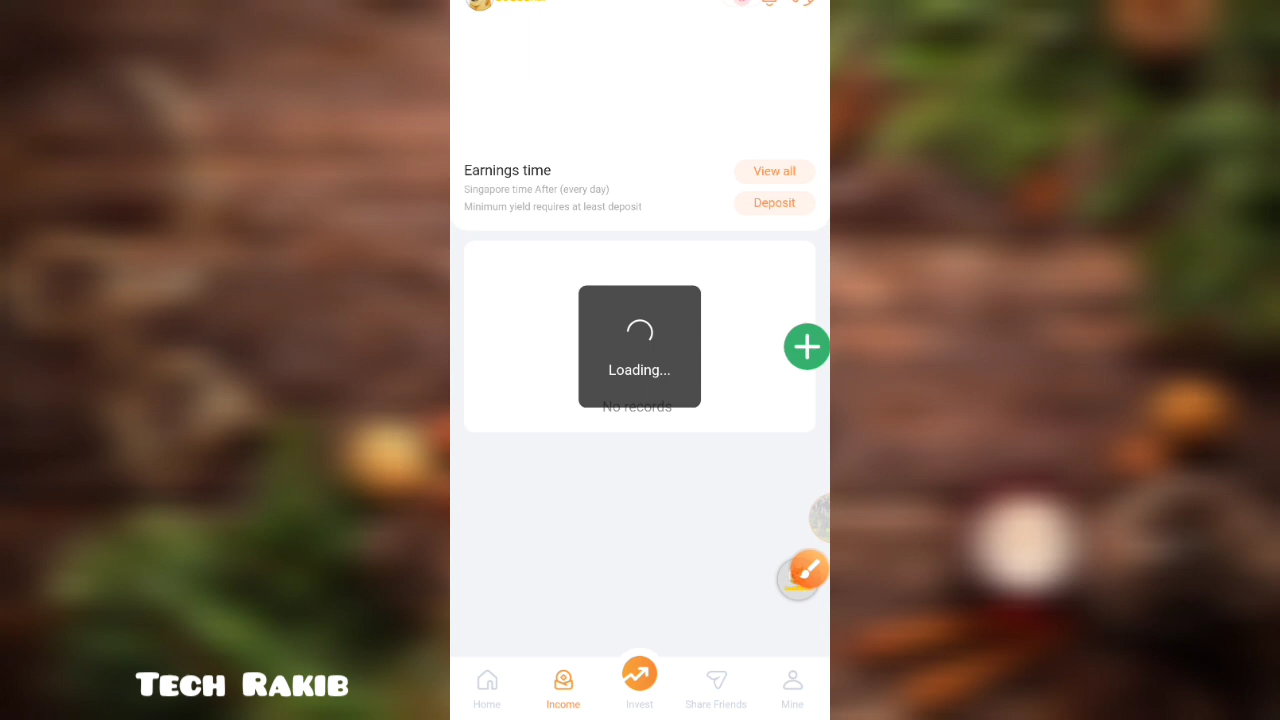 Earnings time
View all
Singapore time After (every day)
Deposit
Minimum yield requires at least deposit
Loading...
No records
Home
Income
Invest
Share Friends
Mine
Tech Rakib